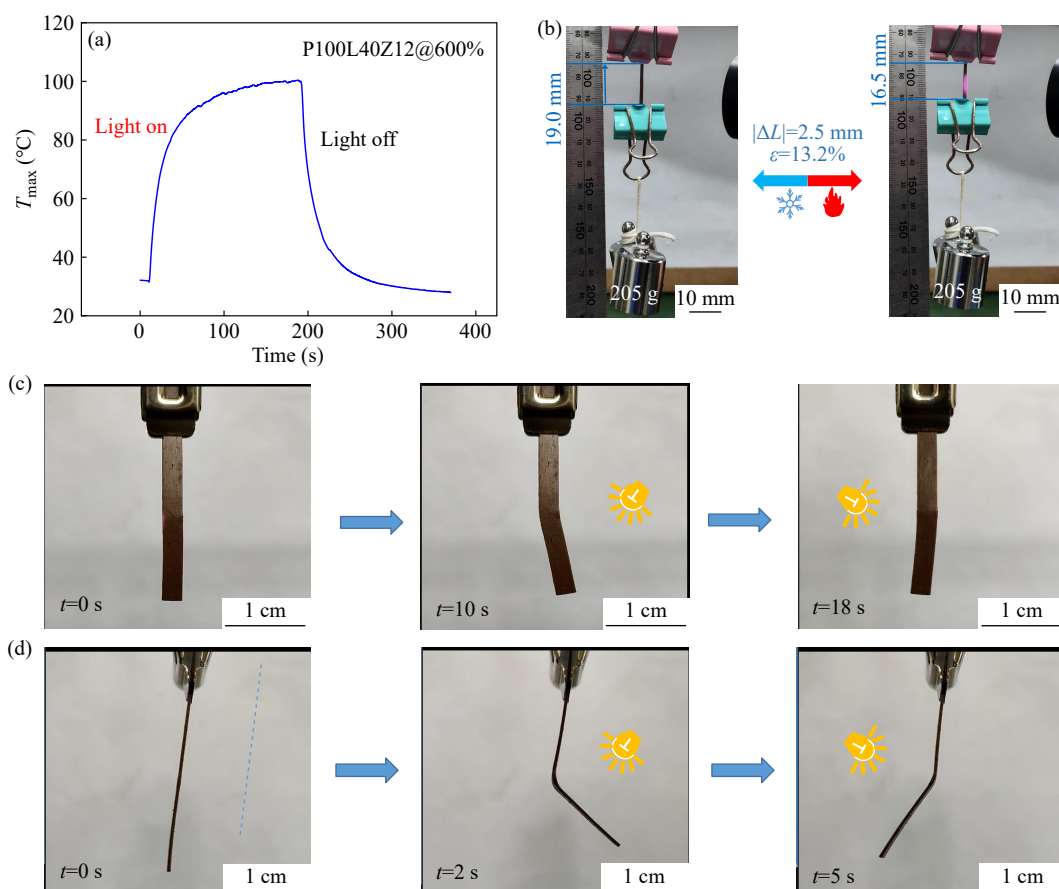 (a)
P100L40Z12@600%
Light on
Light off
120
100
80
60
40
20
T_max (°C)
0
100
200
300
400
Time (s)
(b)
19.0 mm
205 g
10 mm
|ΔL|=2.5 mm
ε=13.2%
16.5 mm
205 g
10 mm
(c)
t=0 s
1 cm
t=10 s
1 cm
t=18 s
1 cm
(d)
t=0 s
1 cm
t=2 s
1 cm
t=5 s
1 cm